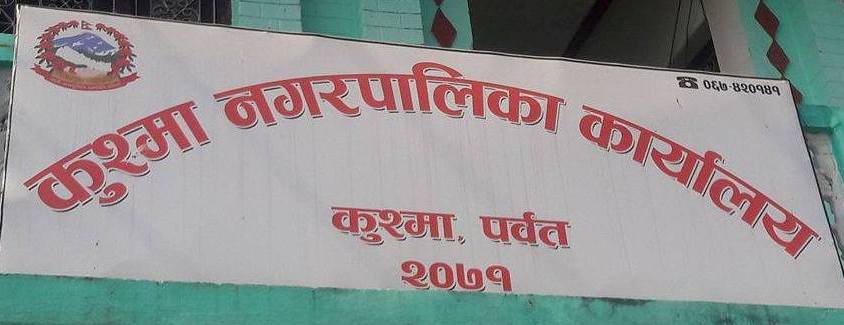 ☎ ०६७-४२०१४१
कुश्मा नगरपालिका कार्यालय
कुश्मा, पर्वत
२०७१